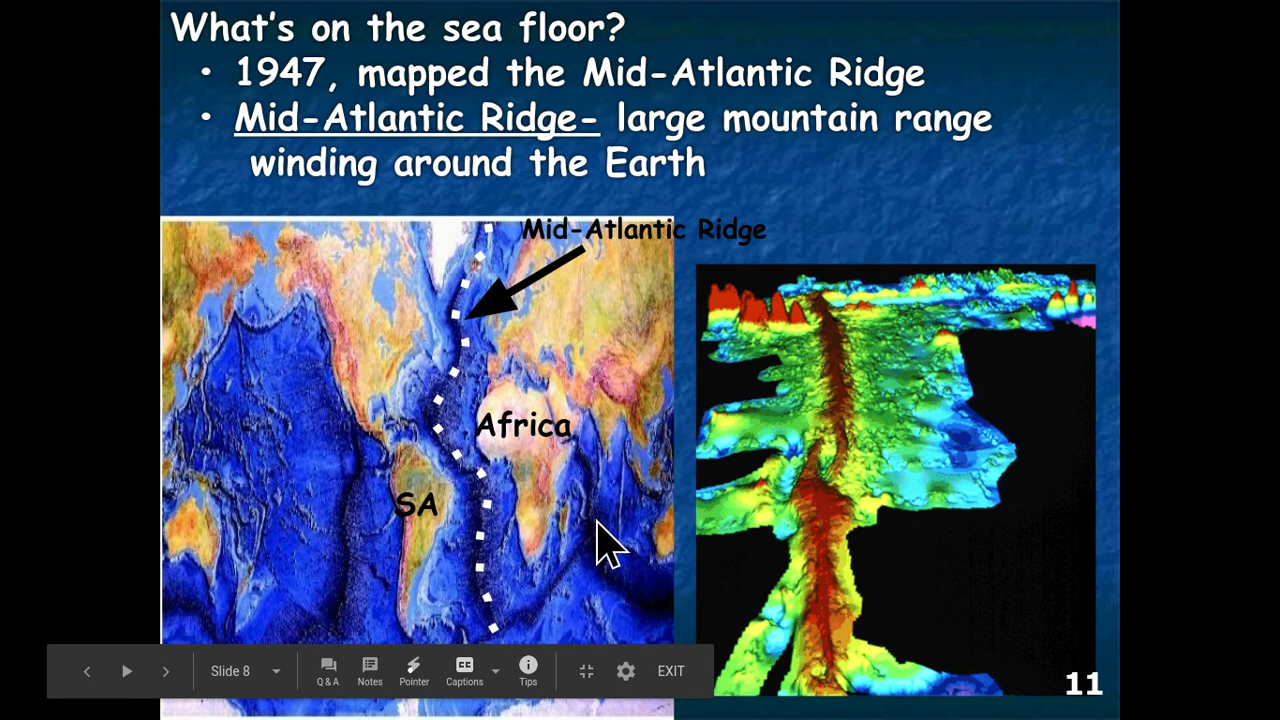 What's on the sea floor?
• 1947, mapped the Mid-Atlantic Ridge
• Mid-Atlantic Ridge- large mountain range
winding around the Earth
Mid-Atlantic Ridge
Africa
SA
Slide 8
Q & A
Notes
Pointer
CC
Captions
Tips
EXIT
11